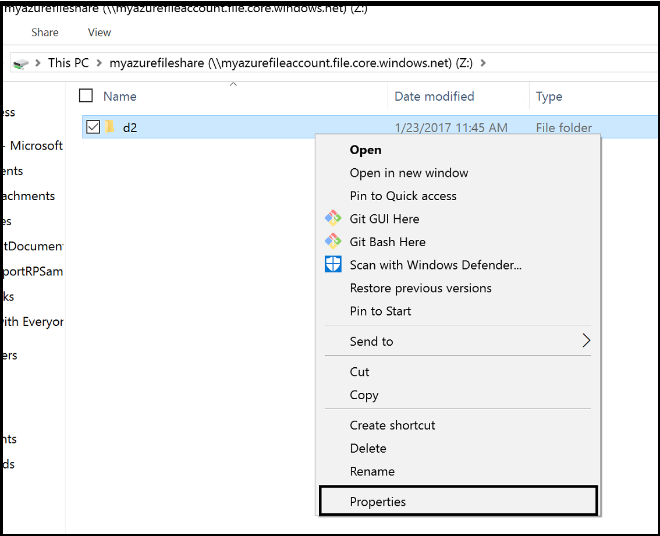 myazurefileshare (\\myazurefileaccount.file.core.windows.net) (Z:)
Share View
This PC > myazurefileshare (\\myazurefileaccount.file.core.windows.net) (Z:) >
Name Date modified Type
ess
d2 1/23/2017 11:45 AM File folder
- Microsoft
ents
tachments
es
tDocument
portRPSam
ks
with Everyon
ers
nts
ds
Open
Open in new window
Pin to Quick access
Git GUI Here
Git Bash Here
Scan with Windows Defender...
Restore previous versions
Pin to Start
Send to
Cut
Copy
Create shortcut
Delete
Rename
Properties